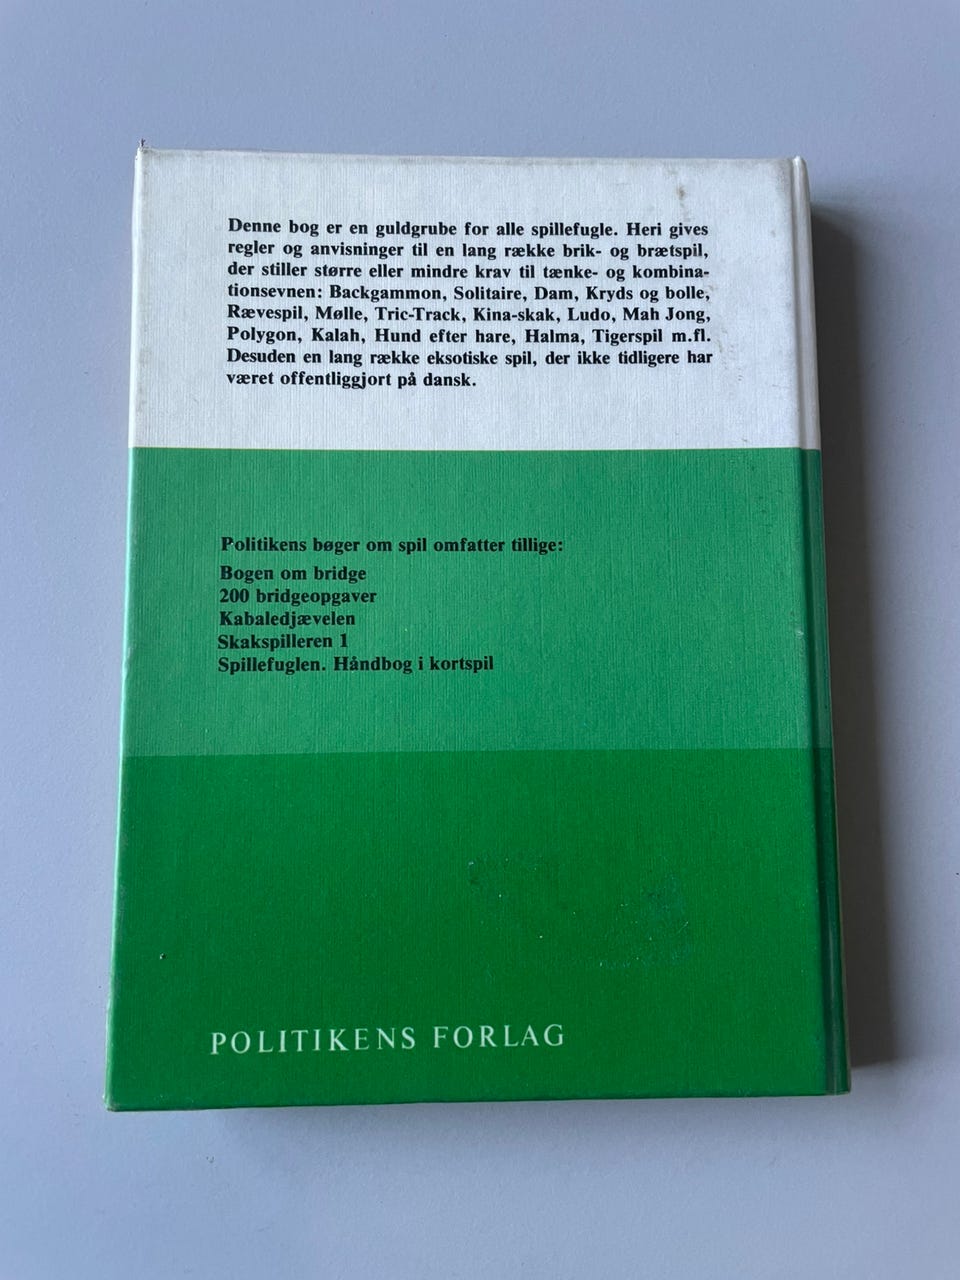 Denne bog er en guldgrube for alle spillefugle. Heri gives
regler og anvisninger til en lang række brik- og brætspil,
der stiller større eller mindre krav til tænke- og kombina-
tionsevnen: Backgammon, Solitaire, Dam, Kryds og bolle,
Rævespil, Mølle, Tric-Track, Kina-skak, Ludo, Mah Jong,
Polygon, Kalah, Hund efter hare, Halma, Tigerspil m.fl.
Desuden en lang række eksotiske spil, der ikke tidligere har
været offentliggjort på dansk.
Politikens bøger om spil omfatter tillige:
Bogen om bridge
200 bridgeopgaver
Kabaledjævelen
Skakspilleren 1
Spillefuglen. Håndbog i kortspil
POLITIKENS FORLAG